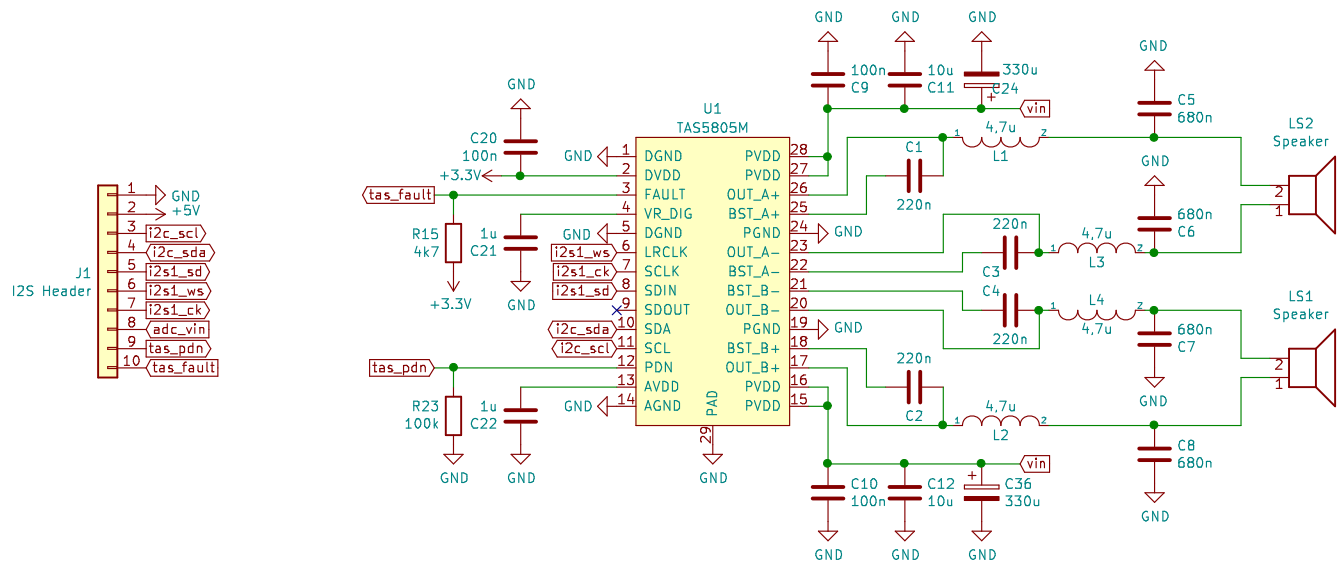 J1
I2S Header
1 GND
2 +5V
3 i2c_scl
4 i2c_sda
5 i2s1_sd
6 i2s1_ws
7 i2s1_ck
8 adc_vin
9 tas_pdn
10 tas_fault
GND
C20
100n
+3.3V
tas_fault
R15
4k7
+3.3V
1u
C21
GND
tas_pdn
R23
100k
GND
1u
C22
GND
U1
TAS5805M
GND 1 DGND
2 DVDD
3 FAULT
4 VR_DIG
GND 5 DGND
i2s1_ws 6 LRCLK
i2s1_ck 7 SCLK
i2s1_sd 8 SDIN
9 SDOUT
i2c_sda 10 SDA
i2c_scl 11 SCL
12 PDN
13 AVDD
GND 14 AGND
PAD
29
GND
PVDD 28
PVDD 27
OUT_A+ 26
BST_A+ 25
PGND 24 GND
OUT_A- 23
BST_A- 22
BST_B- 21
OUT_B- 20
PGND 19 GND
BST_B+ 18
OUT_B+ 17
PVDD 16
PVDD 15
GND
100n
C9
GND
10u
C11
GND
330u
C24
+
vin
C1
220n
1 4,7u 2
L1
GND
C5
680n
220n
C3
1 4,7u 2
L3
GND
680n
C6
LS2
Speaker
2
1
C4
220n
1 L4 2
4,7u
680n
C7
GND
LS1
Speaker
2
1
220n
C2
1 4,7u 2
L2
C8
680n
GND
vin
C10
100n
GND
C12
10u
GND
+
C36
330u
GND